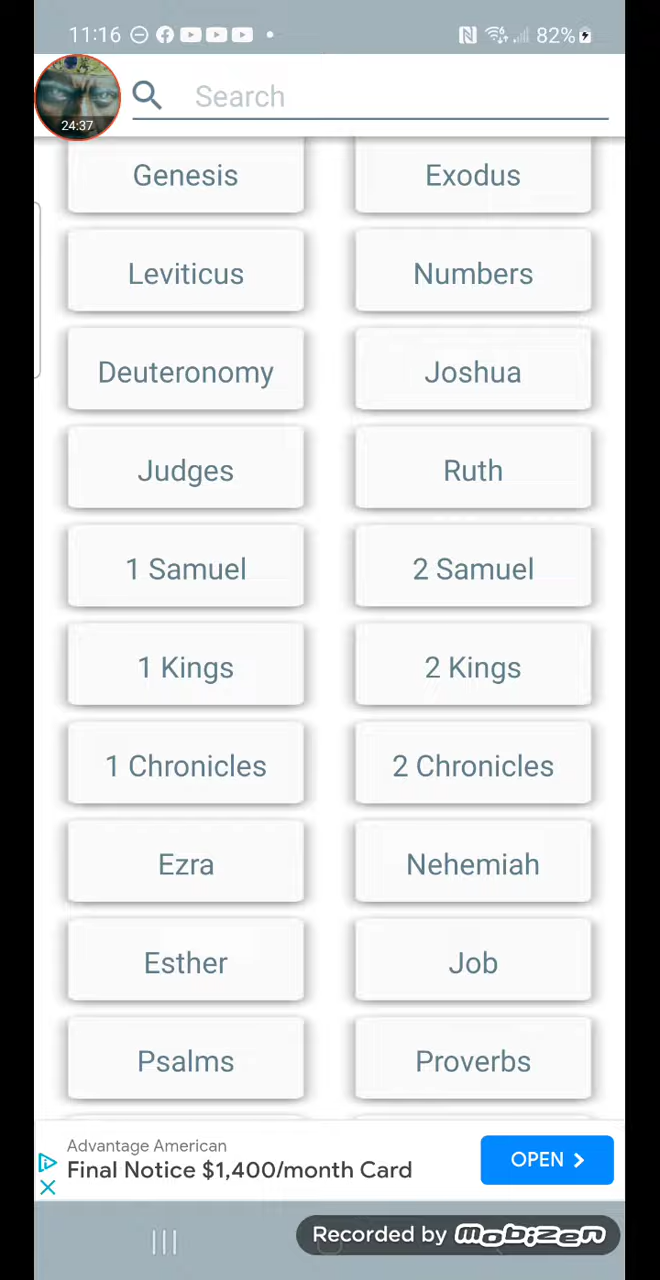 11:16 82%
24:37
Search
Genesis Exodus
Leviticus Numbers
Deuteronomy Joshua
Judges Ruth
1 Samuel 2 Samuel
1 Kings 2 Kings
1 Chronicles 2 Chronicles
Ezra Nehemiah
Esther Job
Psalms Proverbs
Advantage American
Final Notice $1,400/month Card
OPEN
Recorded by mobizen